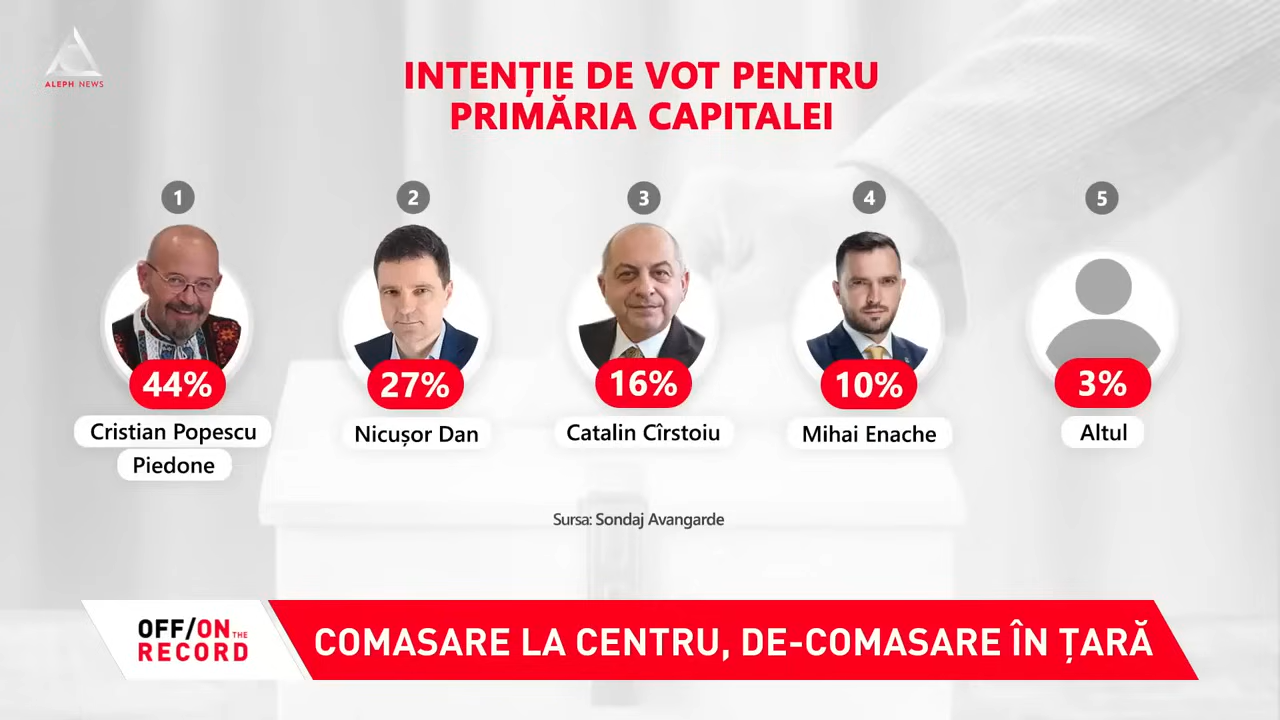 ALEPH NEWS
INTENȚIE DE VOT PENTRU
PRIMĂRIA CAPITALEI
1
2
3
4
5
44%
27%
16%
10%
3%
Cristian Popescu
Piedone
Nicușor Dan
Catalin Cîrstoiu
Mihai Enache
Altul
Sursa: Sondaj Avangarde
OFF/ON THE
RECORD
COMASARE LA CENTRU, DE-COMASARE ÎN ȚARĂ